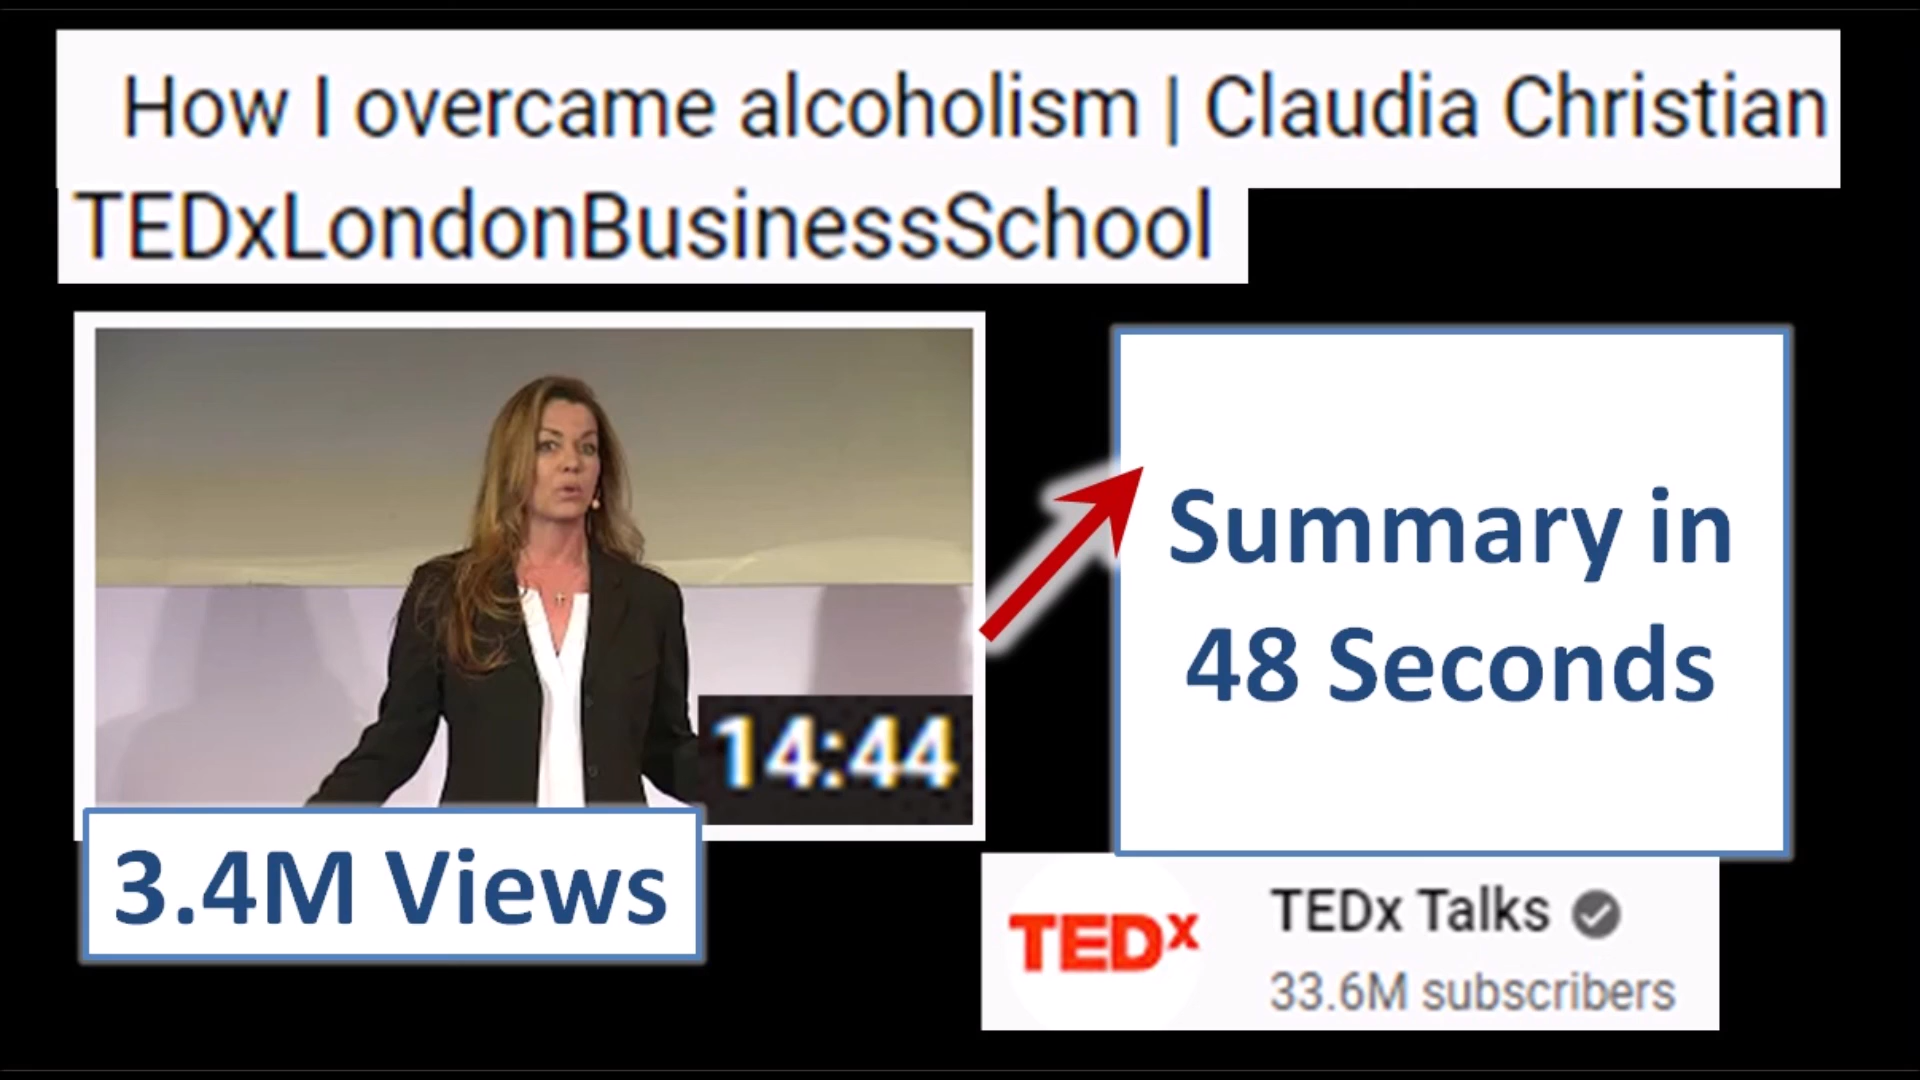 How I overcame alcoholism | Claudia Christian
TEDxLondonBusinessSchool
14:44
Summary in
48 Seconds
3.4M Views
TEDx
TEDx Talks
33.6M subscribers